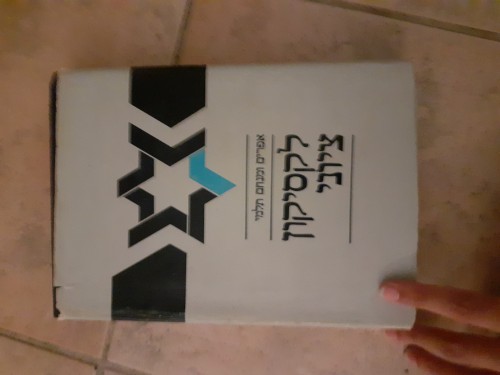 לקסיקון
ציוני
אפרים ומנחם תלמי